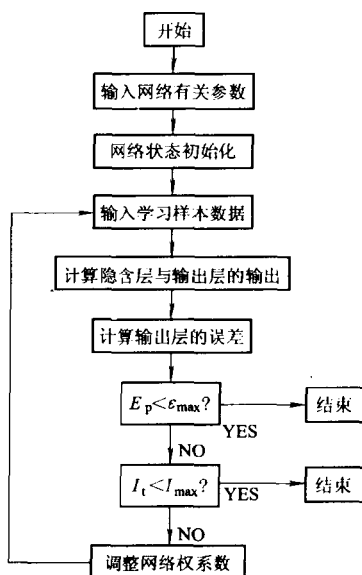 开始
输入网络有关参数
网络状态初始化
输入学习样本数据
计算隐含层与输出层的输出
计算输出层的误差
E_p<ε_max?
YES
结束
NO
I_t<I_max?
YES
结束
NO
调整网络权系数